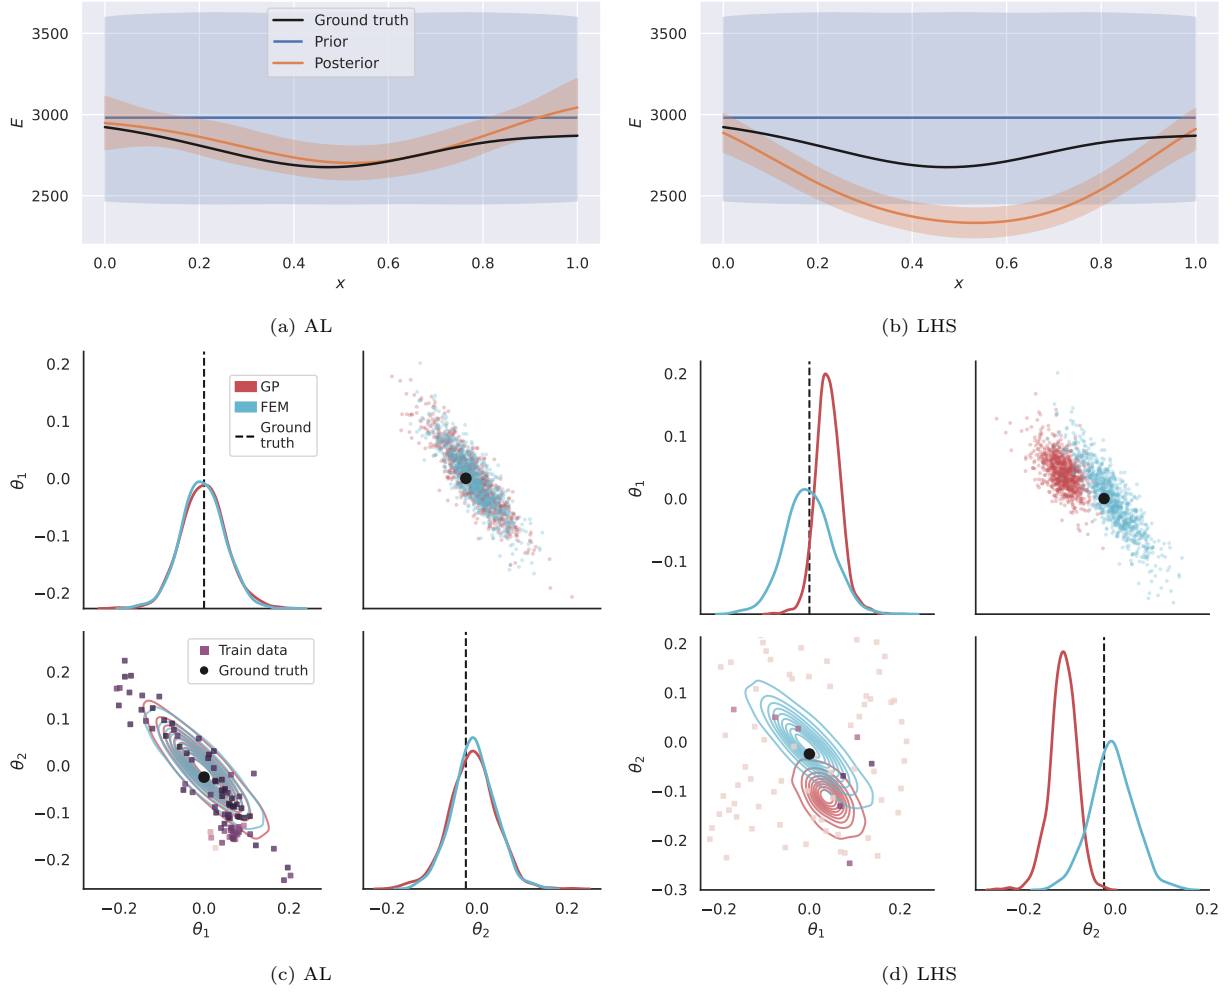 3500
3000
2500
E
Ground truth
Prior
Posterior
0.0 0.2 0.4 0.6 0.8 1.0
x
(a) AL
3500
3000
2500
E
0.0 0.2 0.4 0.6 0.8 1.0
x
(b) LHS
0.2
0.1
0.0
−0.1
−0.2
θ1
GP
FEM
Ground
truth
0.2
0.1
0.0
−0.1
−0.2
θ2
Train data
Ground truth
−0.2 0.0 0.2
θ1
−0.2 0.0 0.2
θ2
(c) AL
0.2
0.1
0.0
−0.1
θ1
0.2
0.1
0.0
−0.1
−0.2
−0.3
θ2
−0.2 0.0 0.2
θ1
−0.2 0.0 0.2
θ2
(d) LHS